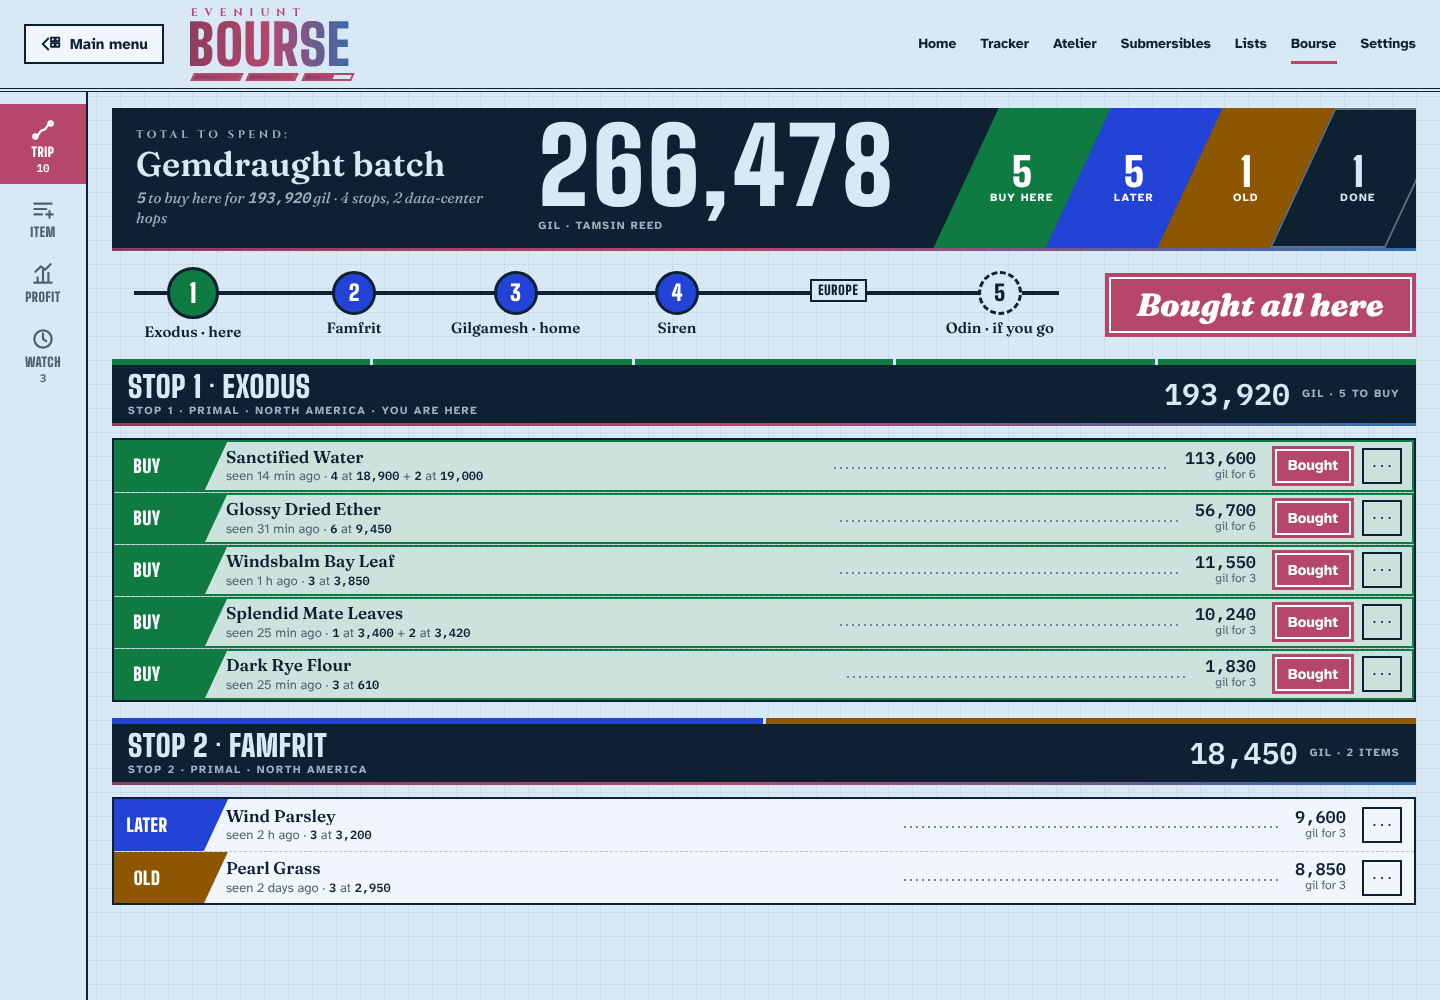 Main menu
EVENIUNT
BOURSE
Home
Tracker
Atelier
Submersibles
Lists
Bourse
Settings
TRIP
10
ITEM
PROFIT
WATCH
3
TOTAL TO SPEND:
Gemdraught batch
5 to buy here for 193,920 gil · 4 stops, 2 data-center
hops
266,478
GIL · TAMSIN REED
5
BUY HERE
5
LATER
1
OLD
1
DONE
1
Exodus · here
2
Famfrit
3
Gilgamesh · home
4
Siren
EUROPE
5
Odin · if you go
Bought all here
STOP 1 · EXODUS
STOP 1 · PRIMAL · NORTH AMERICA · YOU ARE HERE
193,920 GIL · 5 TO BUY
BUY
Sanctified Water
seen 14 min ago · 4 at 18,900 + 2 at 19,000
113,600
gil for 6
Bought
...
BUY
Glossy Dried Ether
seen 31 min ago · 6 at 9,450
56,700
gil for 6
Bought
...
BUY
Windsbalm Bay Leaf
seen 1 h ago · 3 at 3,850
11,550
gil for 3
Bought
...
BUY
Splendid Mate Leaves
seen 25 min ago · 1 at 3,400 + 2 at 3,420
10,240
gil for 3
Bought
...
BUY
Dark Rye Flour
seen 25 min ago · 3 at 610
1,830
gil for 3
Bought
...
STOP 2 · FAMFRIT
STOP 2 · PRIMAL · NORTH AMERICA
18,450 GIL · 2 ITEMS
LATER
Wind Parsley
seen 2 h ago · 3 at 3,200
9,600
gil for 3
...
OLD
Pearl Grass
seen 2 days ago · 3 at 2,950
8,850
gil for 3
...